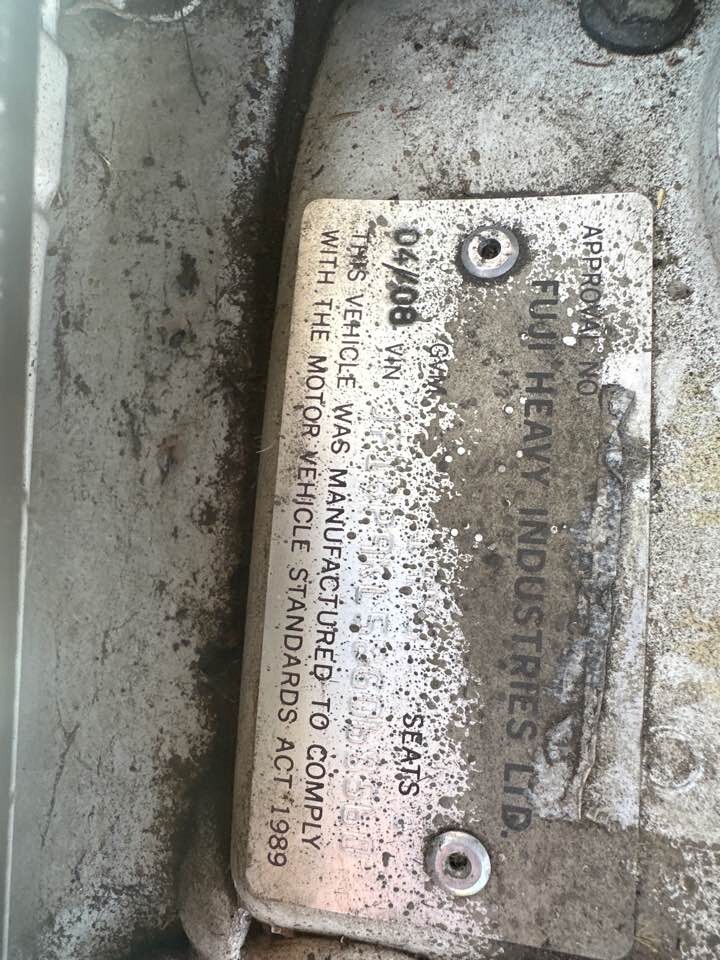 APPROVAL NO
FUJI HEAVY INDUSTRIES LTD.
GVM SEATS
04/08 VIN
THIS VEHICLE WAS MANUFACTURED TO COMPLY
WITH THE MOTOR VEHICLE STANDARDS ACT 1989